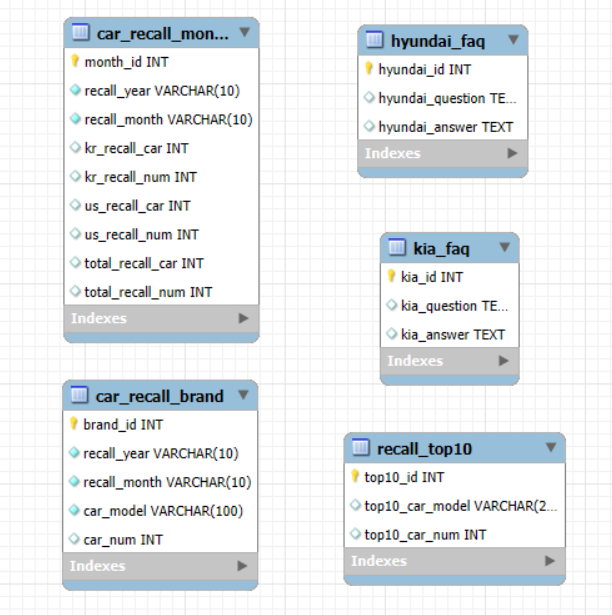 car_recall_mon...
month_id INT
recall_year VARCHAR(10)
recall_month VARCHAR(10)
kr_recall_car INT
kr_recall_num INT
us_recall_car INT
us_recall_num INT
total_recall_car INT
total_recall_num INT
Indexes
car_recall_brand
brand_id INT
recall_year VARCHAR(10)
recall_month VARCHAR(10)
car_model VARCHAR(100)
car_num INT
Indexes
hyundai_faq
hyundai_id INT
hyundai_question TE...
hyundai_answer TEXT
Indexes
kia_faq
kia_id INT
kia_question TE...
kia_answer TEXT
Indexes
recall_top10
top10_id INT
top10_car_model VARCHAR(2...
top10_car_num INT
Indexes